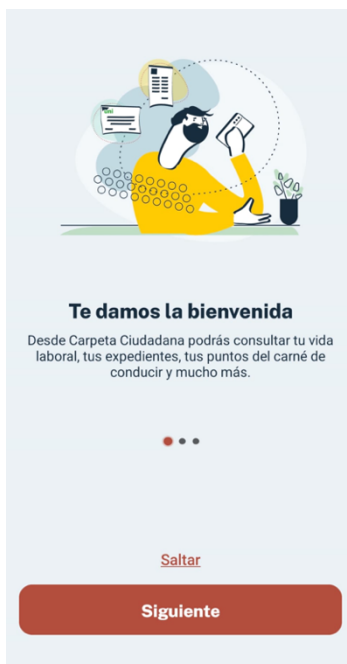 Te damos la bienvenida
Desde Carpeta Ciudadana podrás consultar tu vida
laboral, tus expedientes, tus puntos del carné de
conducir y mucho más.
Saltar
Siguiente